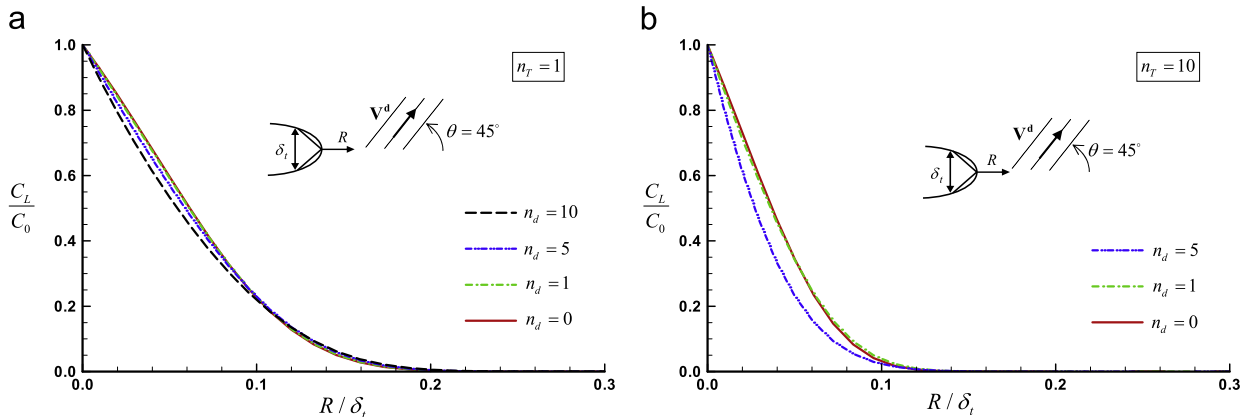 a
n_T = 1
1.0
0.8
0.6
0.4
0.2
0.0
C_L
C_0
V^d
R
δ_t
θ = 45°
n_d = 10
n_d = 5
n_d = 1
n_d = 0
0.0 0.1 0.2 0.3
R / δ_t
b
n_T = 10
1.0
0.8
0.6
0.4
0.2
0.0
C_L
C_0
V^d
R
δ_t
θ = 45°
n_d = 5
n_d = 1
n_d = 0
0.0 0.1 0.2 0.3
R / δ_t